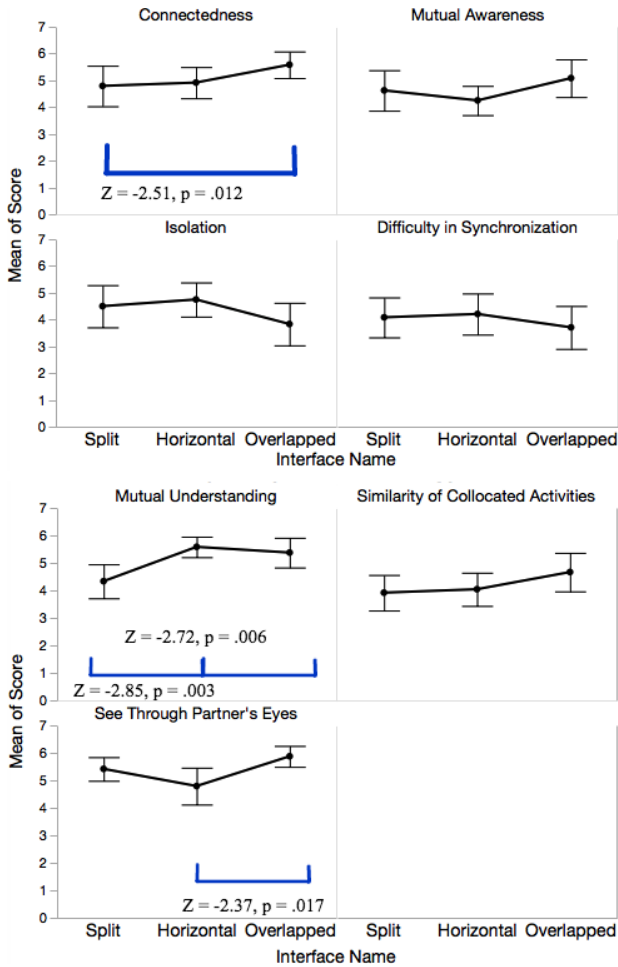 Connectedness Mutual Awareness
7
6
5
4
3
2
1
0
Z = -2.51, p = .012
Mean of Score
Isolation Difficulty in Synchronization
7
6
5
4
3
2
1
0
Split Horizontal Overlapped Split Horizontal Overlapped
Interface Name
Mutual Understanding Similarity of Collocated Activities
7
6
5
4
3
2
1
0
Z = -2.72, p = .006
Z = -2.85, p = .003
Mean of Score
See Through Partner's Eyes
7
6
5
4
3
2
1
0
Z = -2.37, p = .017
Split Horizontal Overlapped Split Horizontal Overlapped
Interface Name